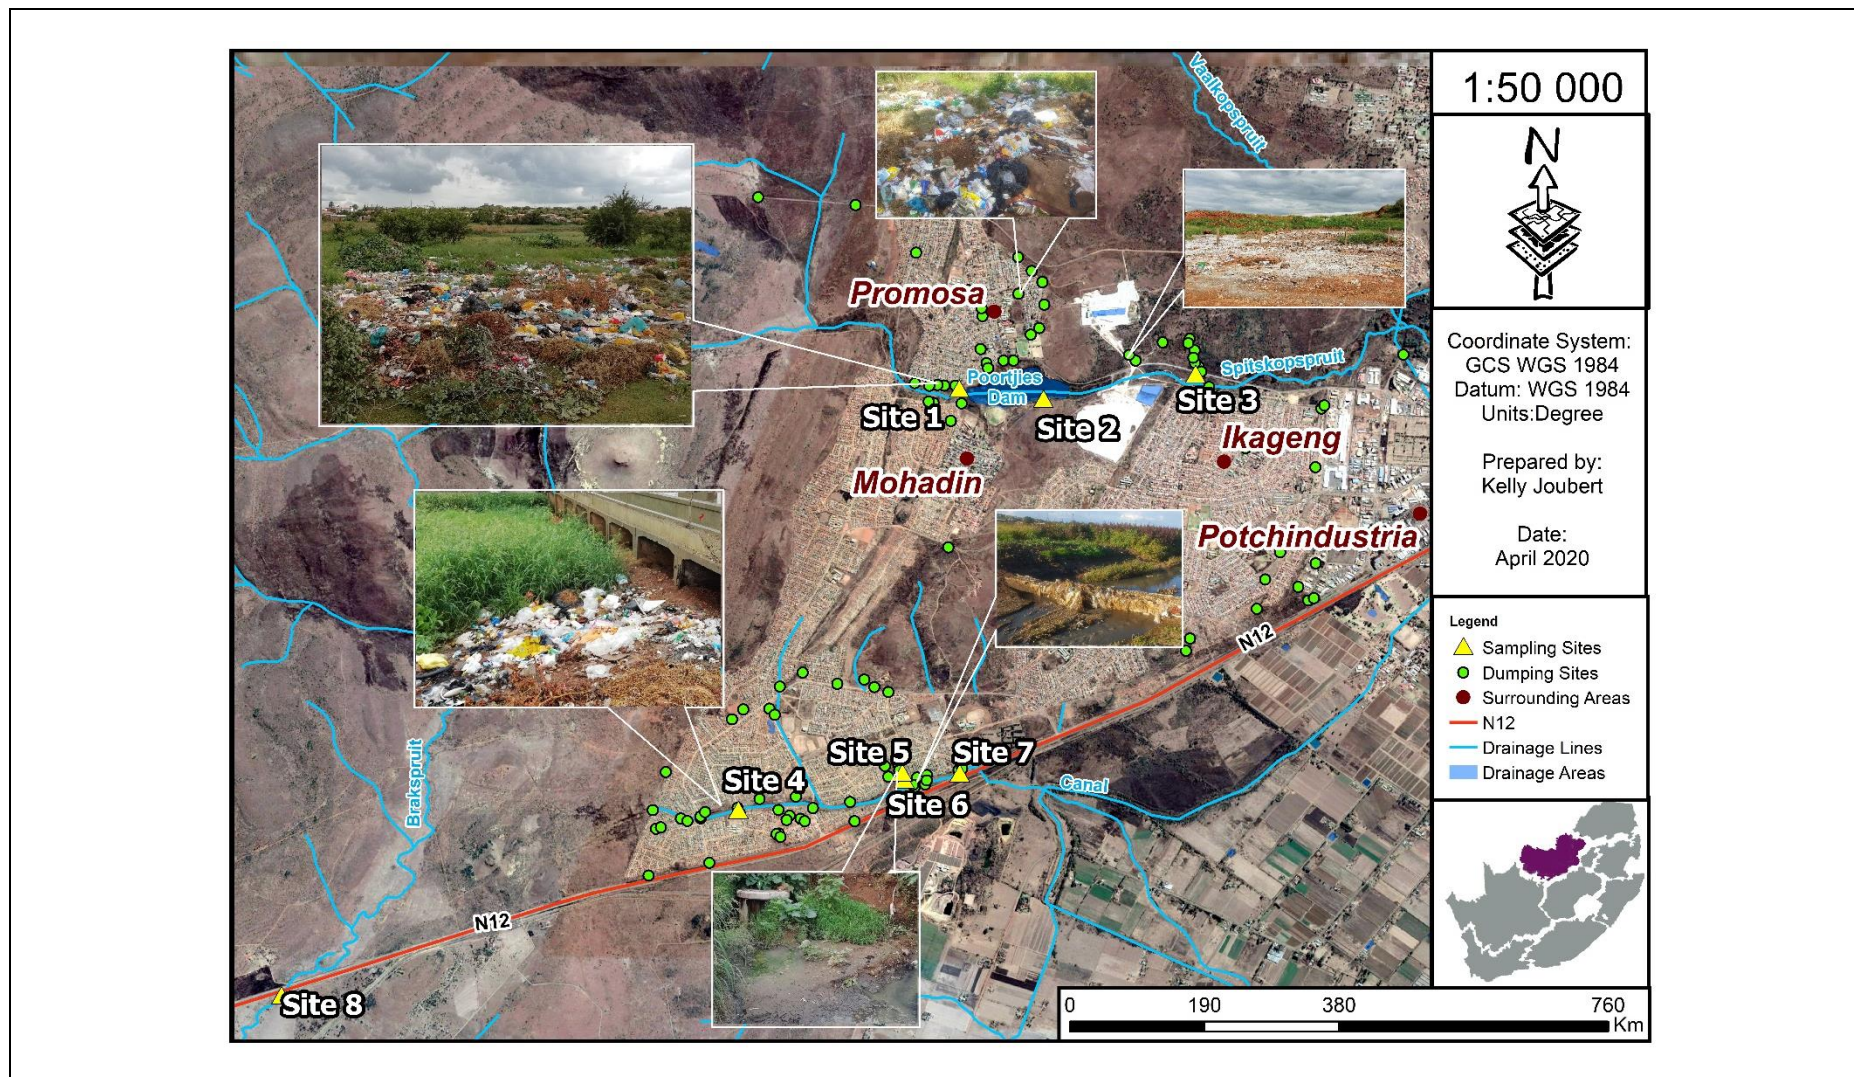 Vaalkopspruit
Promosa
Poortjies
Dam
Spitskopspruit
Site 1
Site 2
Site 3
Ikageng
Mohadin
Potchindustria
N12
Brakspruit
Site 5
Site 7
Site 4
Site 6
Canal
N12
Site 8
1:50 000
N
Coordinate System:
GCS WGS 1984
Datum: WGS 1984
Units:Degree
Prepared by:
Kelly Joubert
Date:
April 2020
Legend
Sampling Sites
Dumping Sites
Surrounding Areas
N12
Drainage Lines
Drainage Areas
0 190 380 760
Km